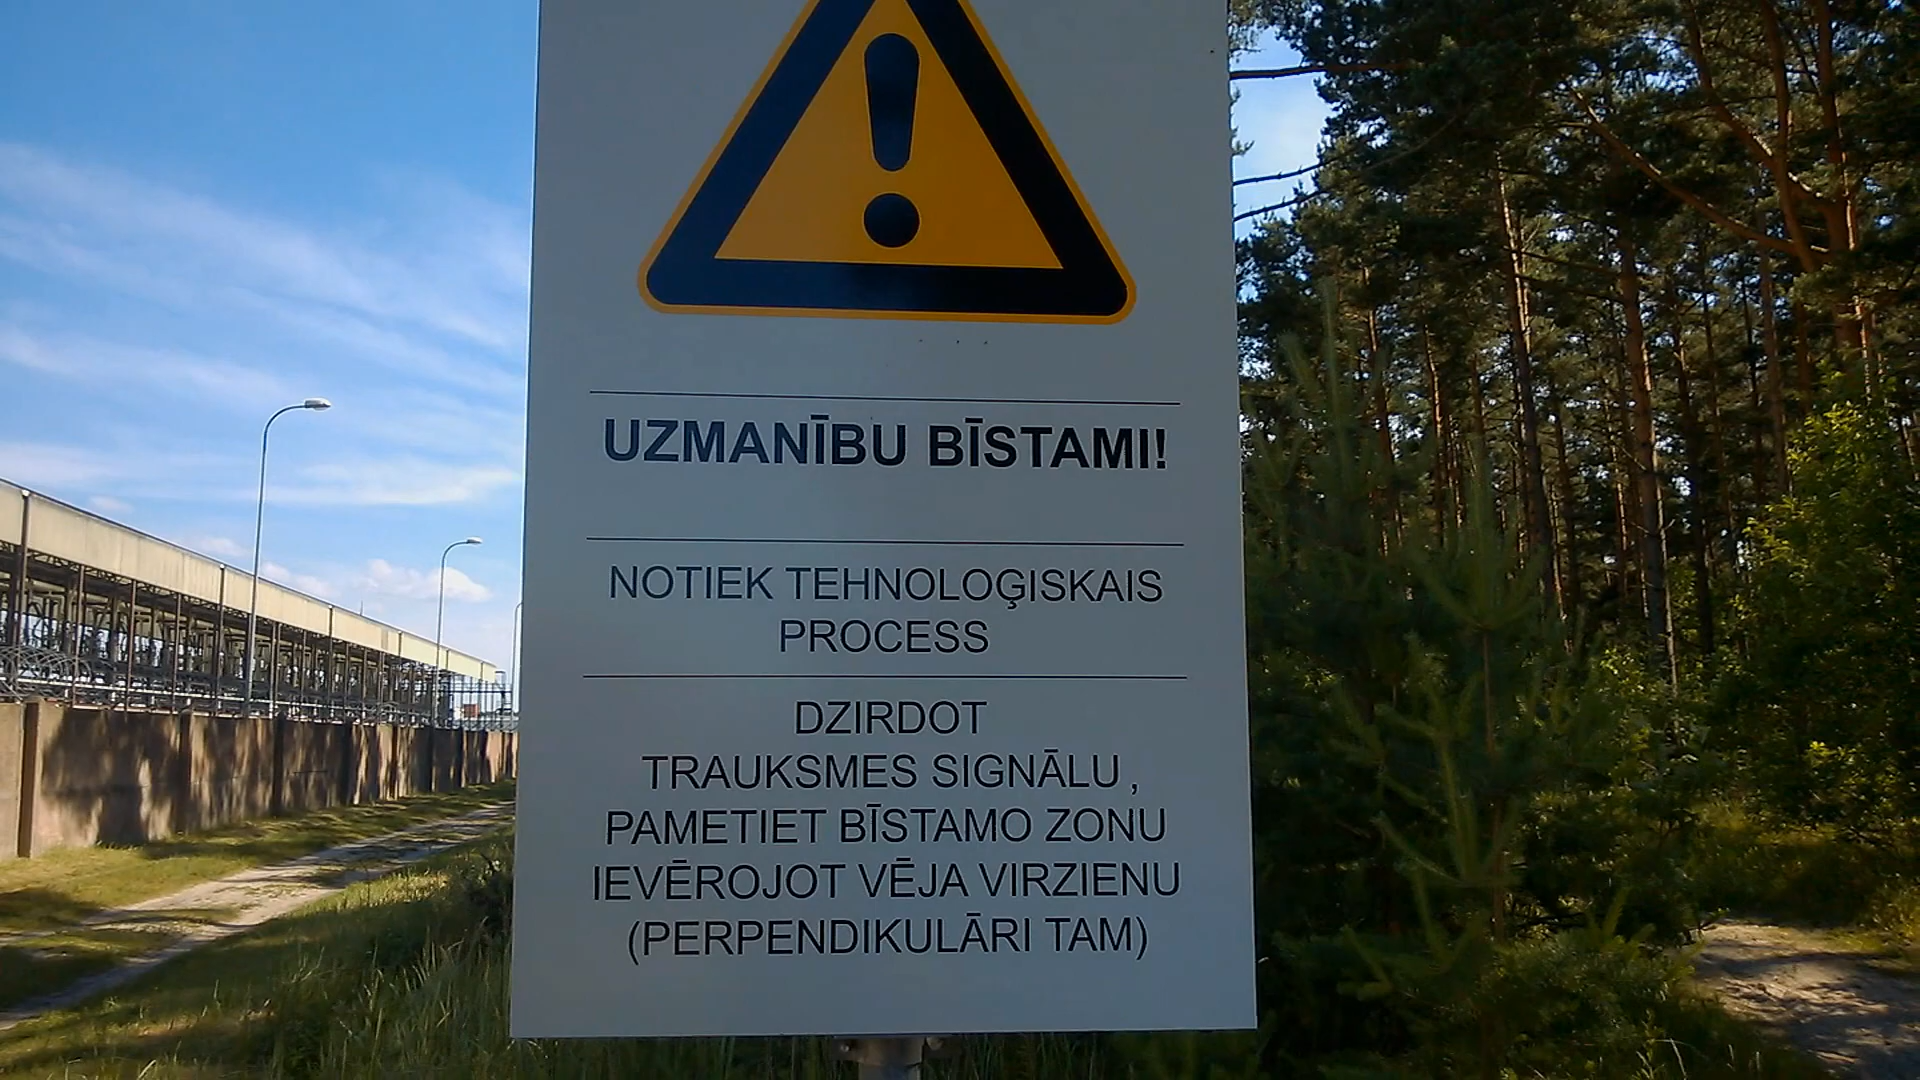 UZMANĪBU BĪSTAMI!
NOTIEK TEHNOLOĢISKAIS
PROCESS
DZIRDOT
TRAUKSMES SIGNĀLU ,
PAMETIET BĪSTAMO ZONU
IEVĒROJOT VĒJA VIRZIENU
(PERPENDIKULĀRI TAM)